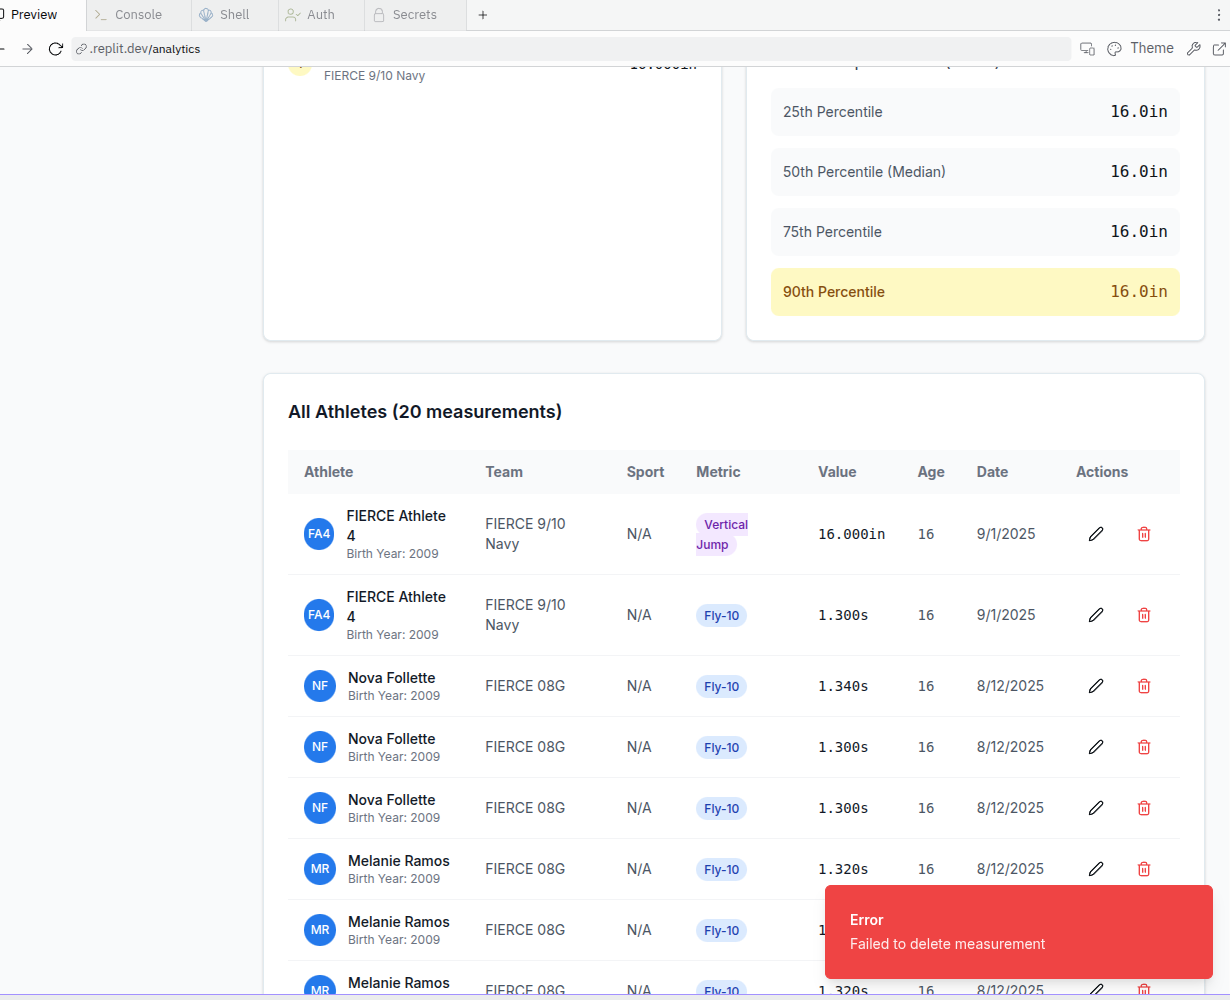 Preview
Console
Shell
Auth
Secrets
.replit.dev/analytics
Theme
FIERCE 9/10 Navy
25th Percentile 16.0in
50th Percentile (Median) 16.0in
75th Percentile 16.0in
90th Percentile 16.0in
All Athletes (20 measurements)
Athlete Team Sport Metric Value Age Date Actions
FA4 FIERCE Athlete 4 Birth Year: 2009 FIERCE 9/10 Navy N/A Vertical Jump 16.000in 16 9/1/2025
FA4 FIERCE Athlete 4 Birth Year: 2009 FIERCE 9/10 Navy N/A Fly-10 1.300s 16 9/1/2025
NF Nova Follette Birth Year: 2009 FIERCE 08G N/A Fly-10 1.340s 16 8/12/2025
NF Nova Follette Birth Year: 2009 FIERCE 08G N/A Fly-10 1.300s 16 8/12/2025
NF Nova Follette Birth Year: 2009 FIERCE 08G N/A Fly-10 1.300s 16 8/12/2025
MR Melanie Ramos Birth Year: 2009 FIERCE 08G N/A Fly-10 1.320s 16 8/12/2025
MR Melanie Ramos Birth Year: 2009 FIERCE 08G N/A Fly-10
MR Melanie Ramos FIERCE 08G N/A Fly-10 1.320s 16 8/12/2025
Error
Failed to delete measurement